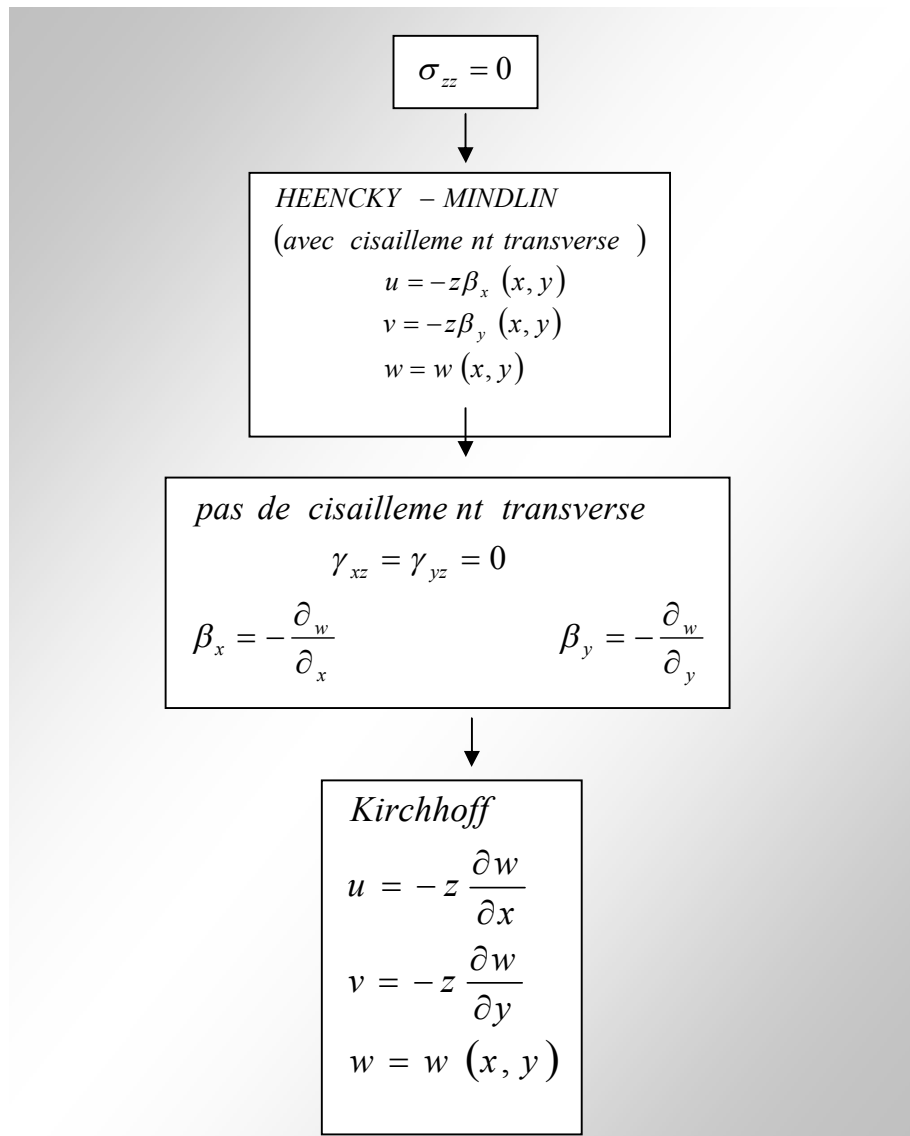 σ_zz = 0
HEENCKY – MINDLIN
(avec cisailleme nt transverse )
u = −zβ_x (x, y)
v = −zβ_y (x, y)
w = w (x, y)
pas de cisailleme nt transverse
γ_xz = γ_yz = 0
β_x = −∂_w/∂_x β_y = −∂_w/∂_y
Kirchhoff
u = − z ∂w/∂x
v = − z ∂w/∂y
w = w (x, y)